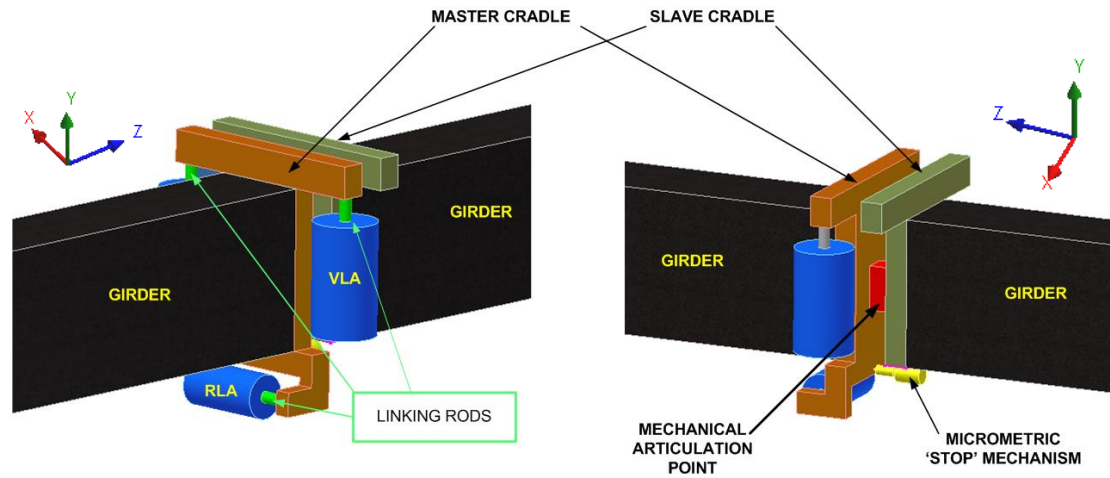 MASTER CRADLE
SLAVE CRADLE
Y
X
Z
GIRDER
GIRDER
VLA
RLA
LINKING RODS
Y
Z
X
GIRDER
GIRDER
MECHANICAL
ARTICULATION
POINT
MICROMETRIC
‘STOP’ MECHANISM